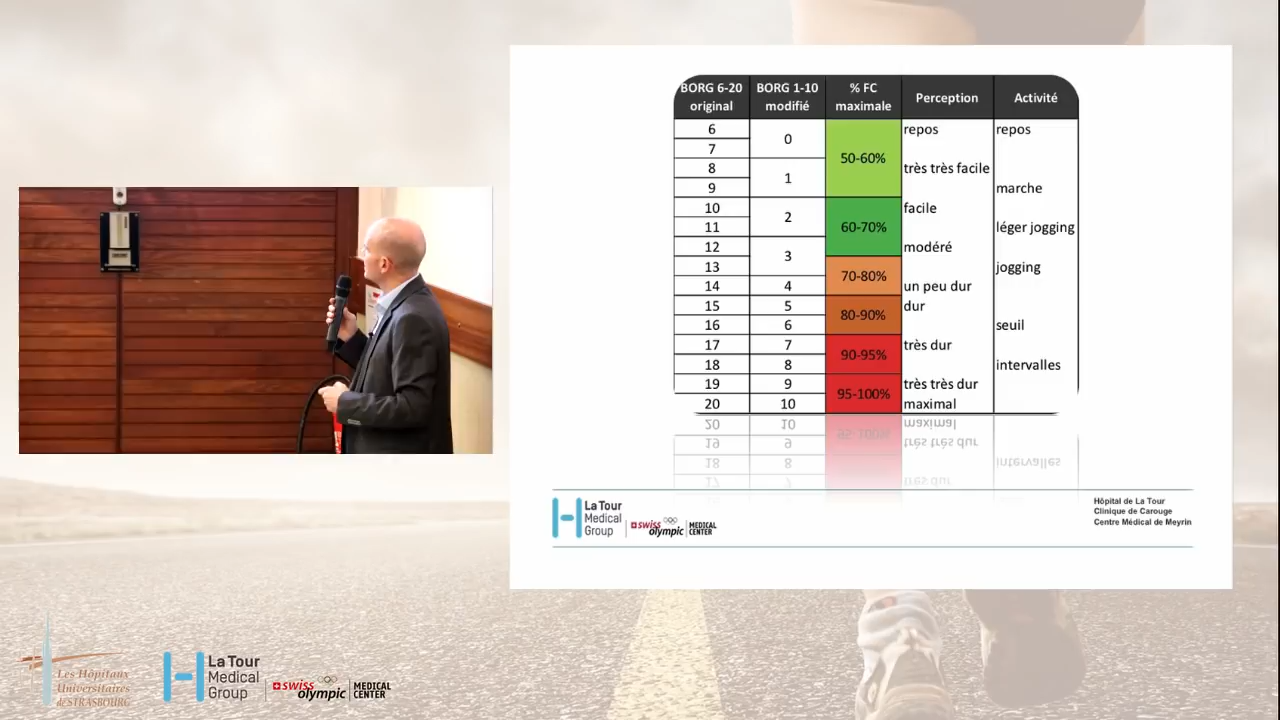 BORG 6-20 BORG 1-10 % FC Perception Activité
original modifié maximale
6 0 50-60% repos repos
7
8 1 très très facile
9 marche
10 2 60-70% facile
11 léger jogging
12 3 modéré
13 70-80% jogging
14 4 un peu dur
15 5 80-90% dur
16 6 seuil
17 7 90-95% très dur
18 8 intervalles
19 9 95-100% très très dur
20 10 maximal
La Tour
Medical
Group
swiss
olympic
MEDICAL
CENTER
Hôpital de La Tour
Clinique de Carouge
Centre Médical de Meyrin
Les Hôpitaux
Universitaires
de STRASBOURG
La Tour
Medical
Group
swiss
olympic
MEDICAL
CENTER